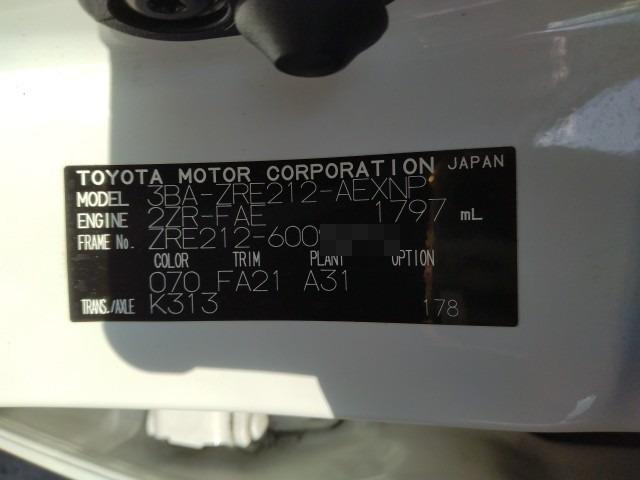 TOYOTA MOTOR CORPORATION JAPAN
MODEL 3BA-ZRE212-AEXNP
ENGINE 2ZR-FAE 1797 mL
FRAME No. ZRE212-600
COLOR TRIM PLANT OPTION
070 FA21 A31
TRANS./AXLE K313 178